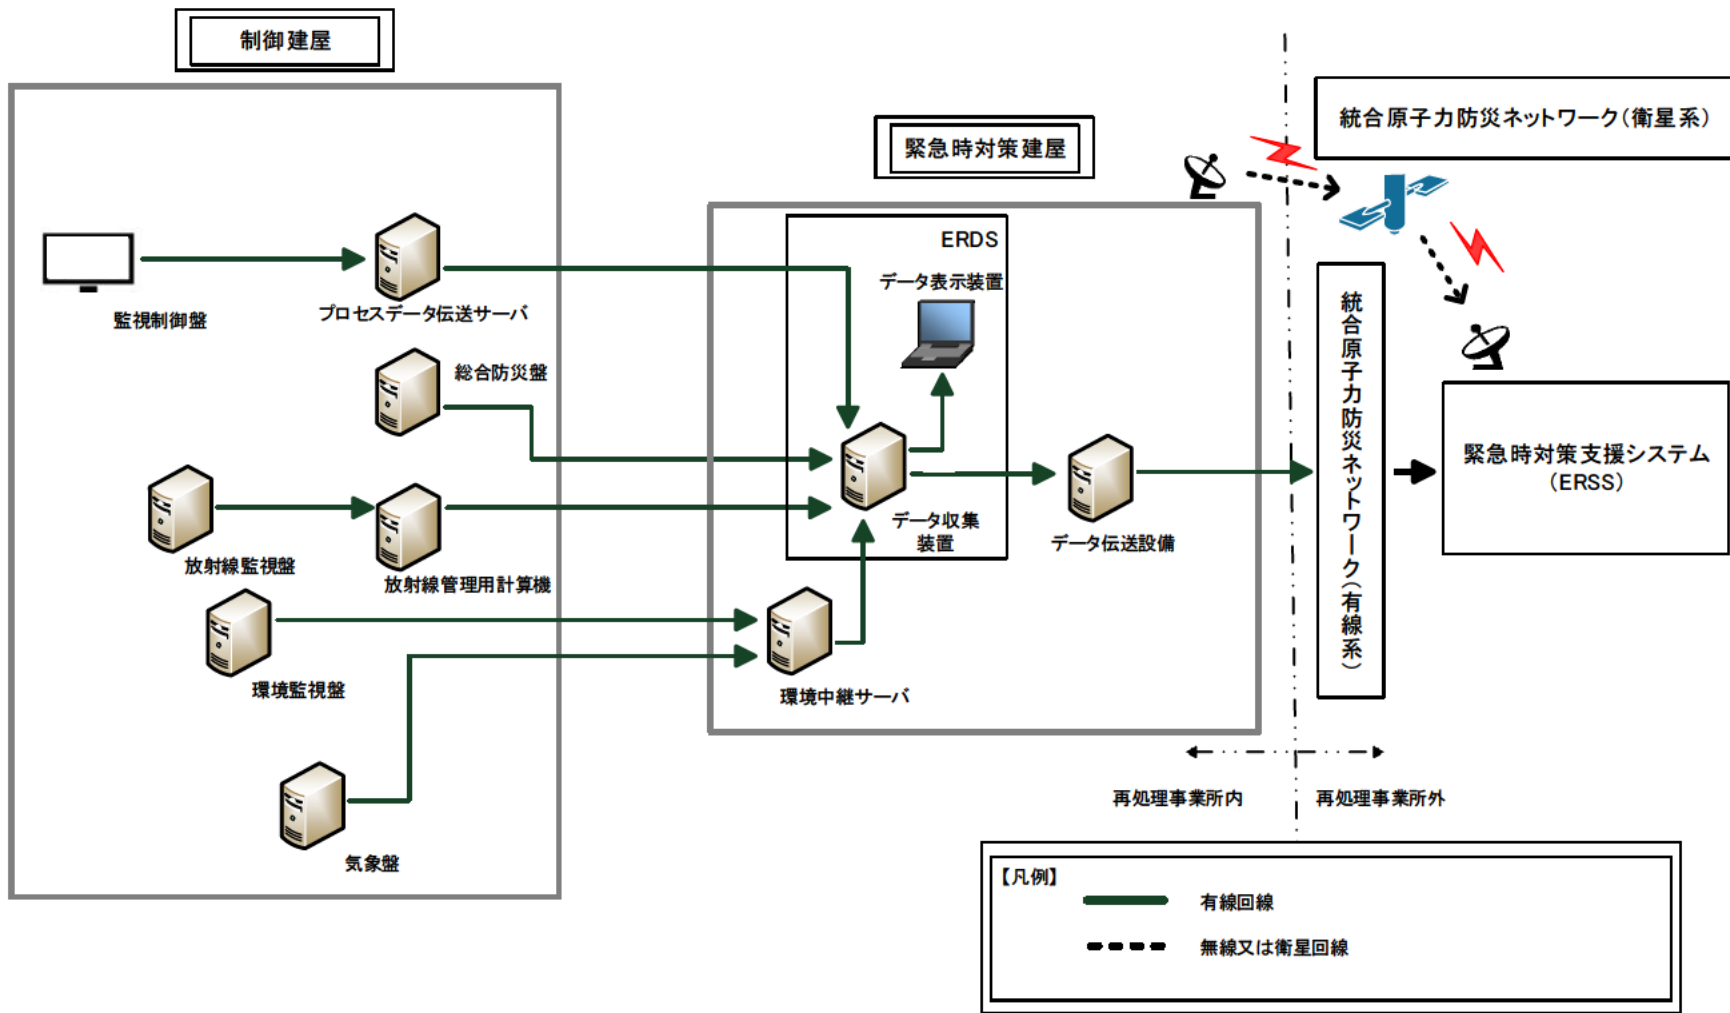 制御建屋
緊急時対策建屋
統合原子力防災ネットワーク(衛星系)
ERDS
データ表示装置
監視制御盤
プロセスデータ伝送サーバ
総合防災盤
統合原子力防災ネットワーク(有線系)
緊急時対策支援システム
(ERSS)
データ収集
装置
データ伝送設備
放射線監視盤
放射線管理用計算機
環境監視盤
環境中継サーバ
再処理事業所内
再処理事業所外
気象盤
【凡例】
有線回線
無線又は衛星回線